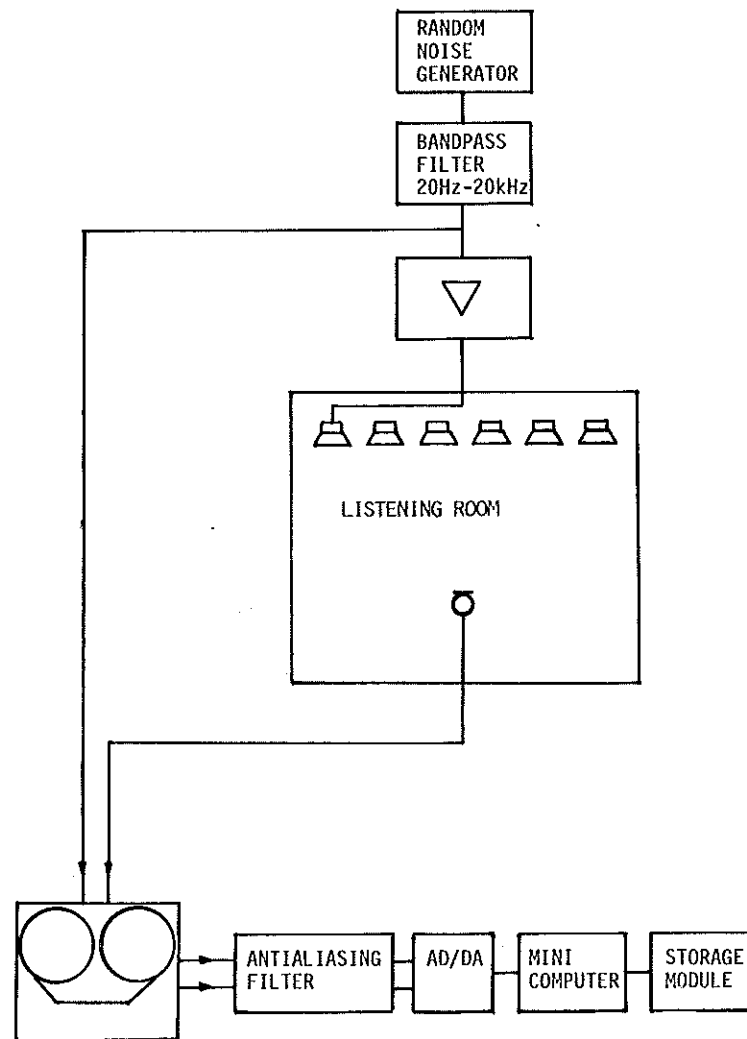 RANDOM
NOISE
GENERATOR
BANDPASS
FILTER
20Hz-20kHz
LISTENING ROOM
ANTIALIASING
FILTER
AD/DA
MINI
COMPUTER
STORAGE
MODULE